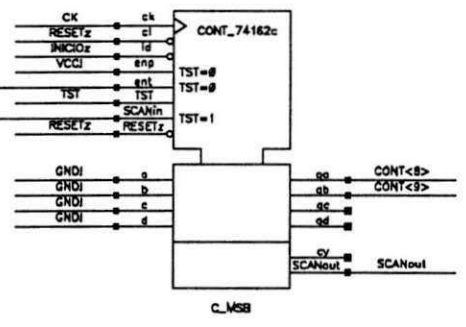 CK ck CONT_74162c
RESETz cl
INICIOz ld
VCCI enp TST=0
ent TST=0
TST TST
SCANin TST=1
RESETz RESETz
GNDI a qa CONT<8>
GNDI b qb CONT<9>
GNDI c qc
GNDI d qd
cy
SCANout SCANout
C_MSB